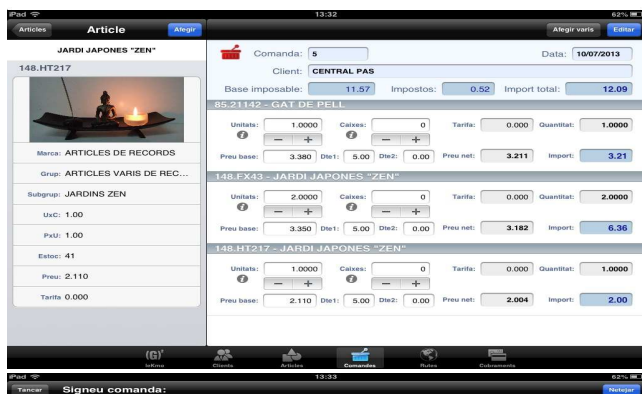 iPad 13:32 62%
Articles Article Afegir Afegir varis Editar
JARDI JAPONES "ZEN"
148.HT217
Marca: ARTICLES DE RECORDS
Grup: ARTICLES VARIS DE REC...
Subgrup: JARDINS ZEN
UxC: 1.00
PxU: 1.00
Estoc: 41
Preu: 2.110
Tarifa 0.000
Comanda: 5 Data: 10/07/2013
Client: CENTRAL PAS
Base imposable: 11.57 Impostos: 0.52 Import total: 12.09
85.21142 - GAT DE PELL
Unitats: 1.0000 Caixes: 0 Tarifa: 0.000 Quantitat: 1.0000
− + − +
Preu base: 3.380 Dte1: 5.00 Dte2: 0.00 Preu net: 3.211 Import: 3.21
148.FX43 - JARDI JAPONES "ZEN"
Unitats: 2.0000 Caixes: 0 Tarifa: 0.000 Quantitat: 2.0000
− + − +
Preu base: 3.350 Dte1: 5.00 Dte2: 0.00 Preu net: 3.182 Import: 6.36
148.HT217 - JARDI JAPONES "ZEN"
Unitats: 1.0000 Caixes: 0 Tarifa: 0.000 Quantitat: 1.0000
− + − +
Preu base: 2.110 Dte1: 5.00 Dte2: 0.00 Preu net: 2.004 Import: 2.00
(G)
Clients Articles Comandes Rutes Cobraments
iPad 13:33 62%
Tancar Signeu comanda: Netejar